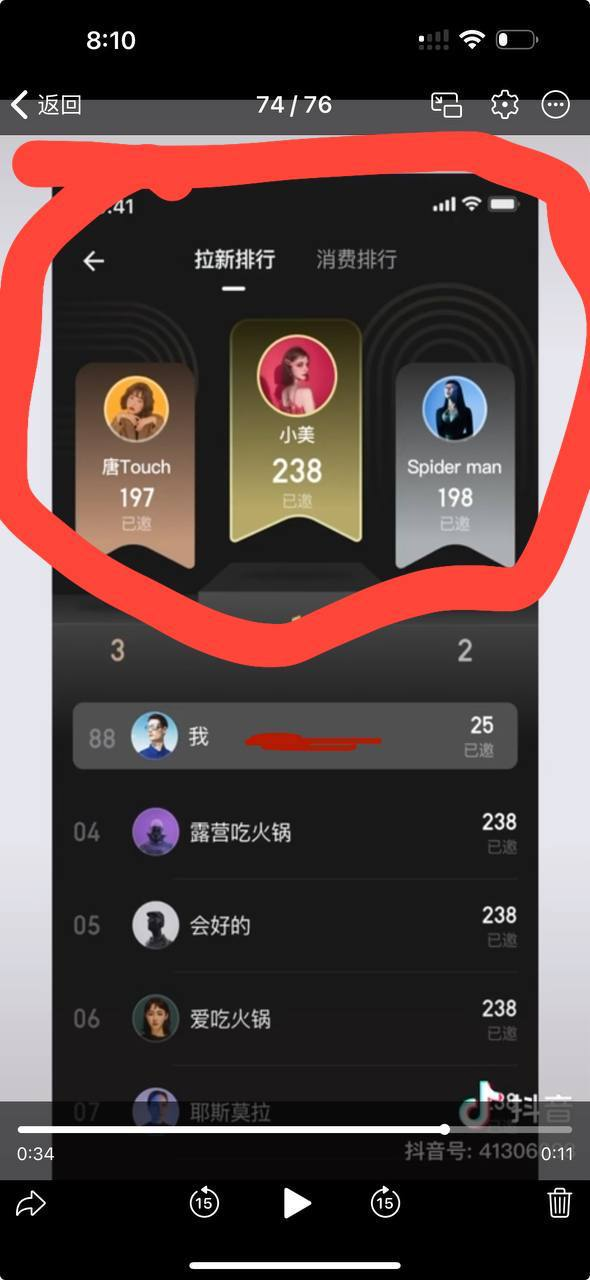 8:10
返回
74 / 76
.41
拉新排行 消费排行
小美
238
已邀
唐Touch
197
已邀
Spider man
198
已邀
3
2
88 我 25
已邀
04 露营吃火锅 238
已邀
05 会好的 238
已邀
06 爱吃火锅 238
已邀
07 耶斯莫拉
抖音
抖音号: 41306
0:34
0:11
15
15